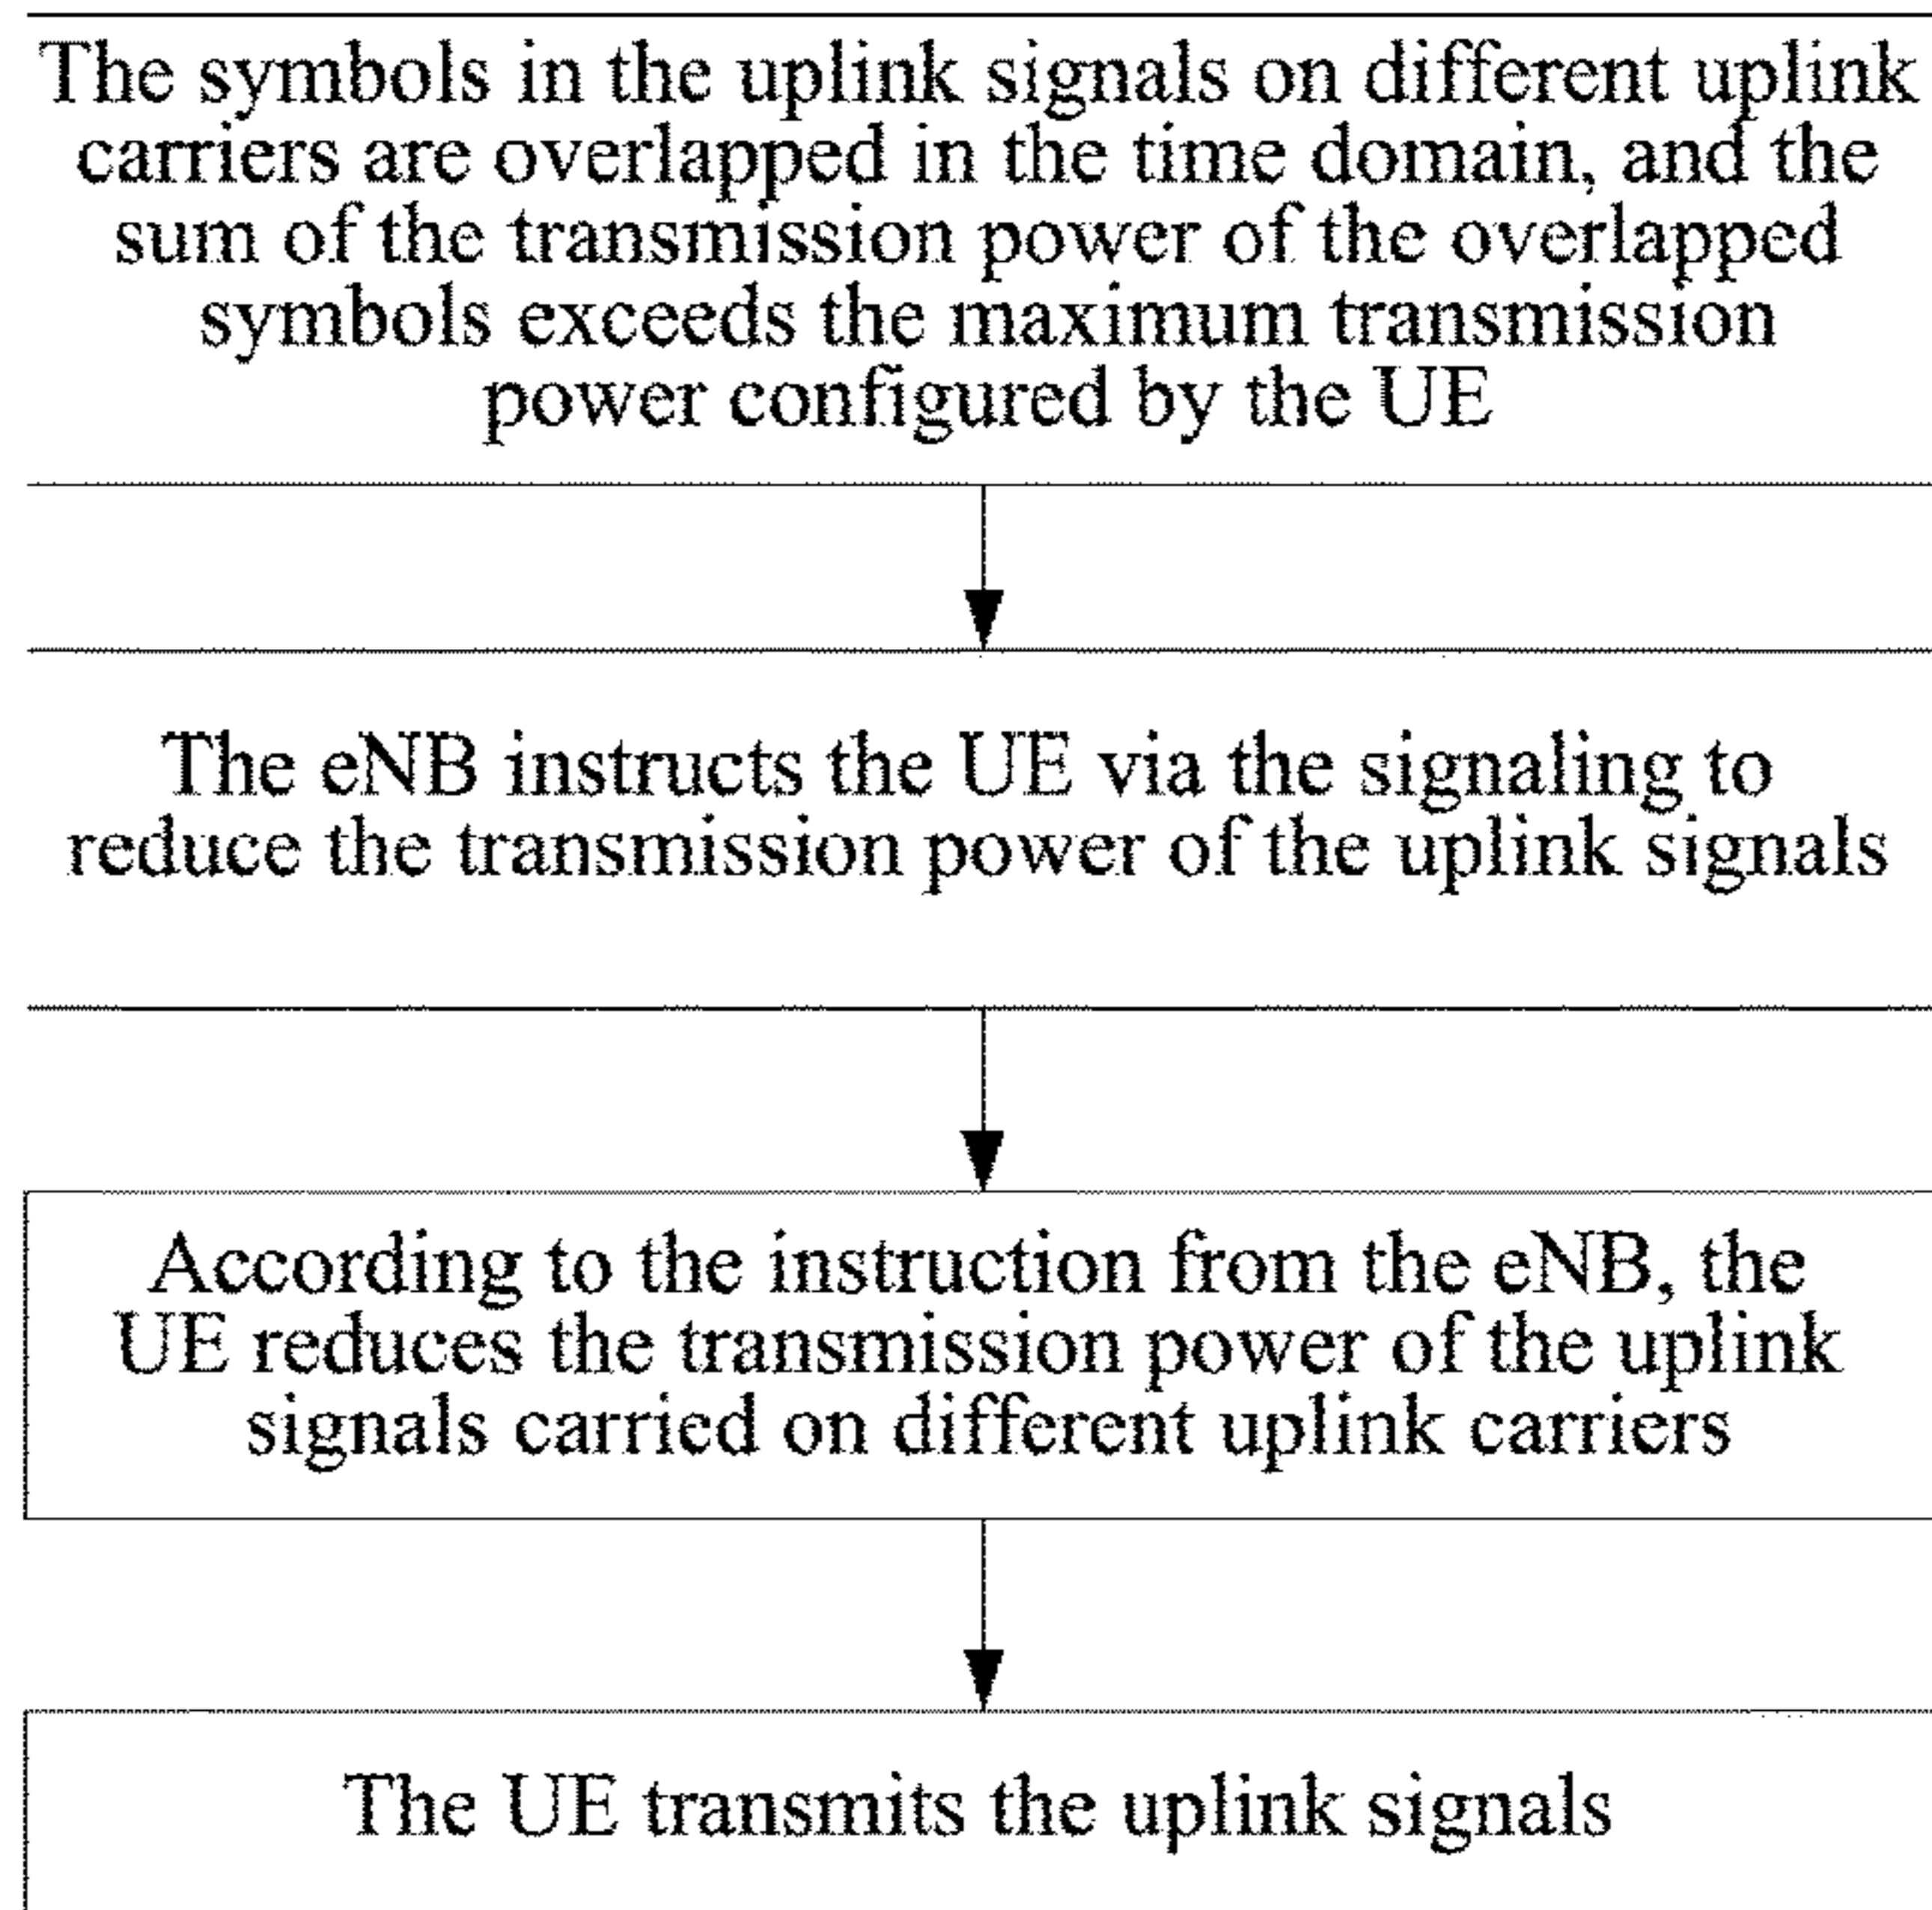 The symbols in the uplink signals on different uplink
carriers are overlapped in the time domain, and the
sum of the transmission power of the overlapped
symbols exceeds the maximum transmission
power configured by the UE
The eNB instructs the UE via the signaling to
reduce the transmission power of the uplink signals
According to the instruction from the eNB, the
UE reduces the transmission power of the uplink
signals carried on different uplink carriers
The UE transmits the uplink signals